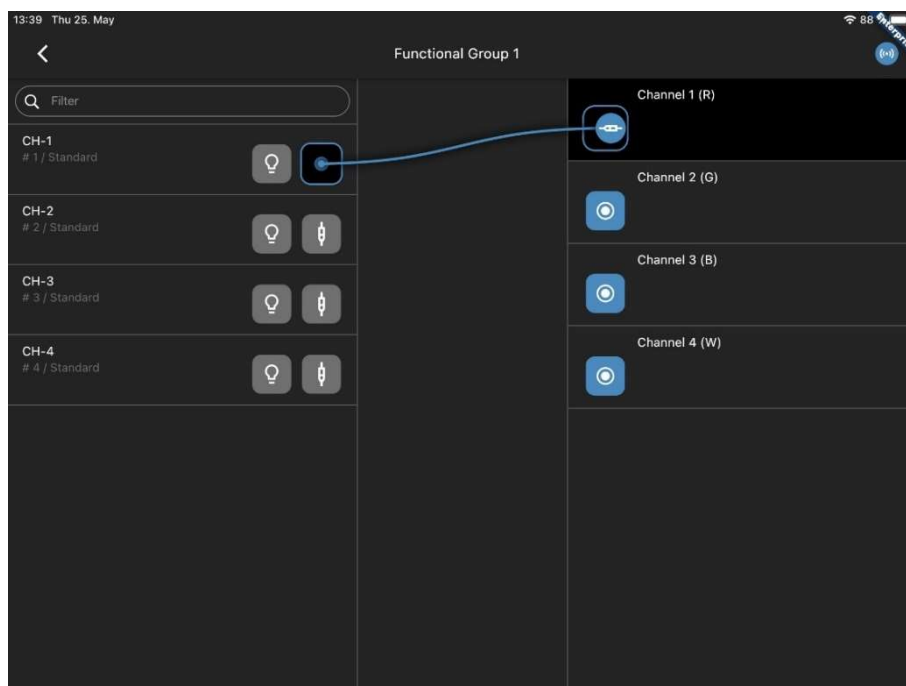 13:39 Thu 25. May
88
Enterpri
Functional Group 1
Filter
CH-1
# 1 / Standard
CH-2
# 2 / Standard
CH-3
# 3 / Standard
CH-4
# 4 / Standard
Channel 1 (R)
Channel 2 (G)
Channel 3 (B)
Channel 4 (W)